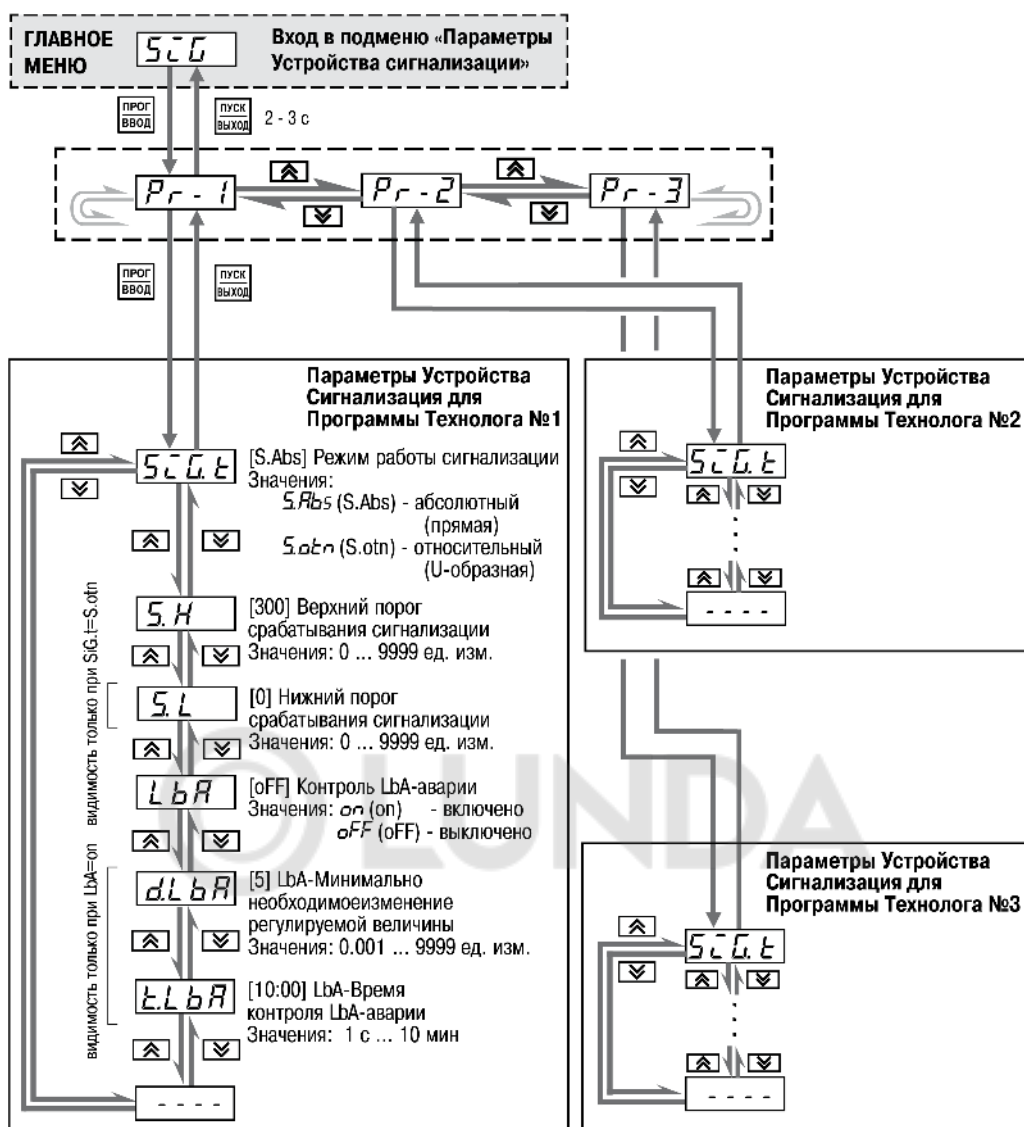 ГЛАВНОЕ
МЕНЮ
SiG
Вход в подменю «Параметры
Устройства сигнализации»
ПРОГ
ВВОД
ПУСК
ВЫХОД
2 - 3 с
Pr - 1
Pr - 2
Pr - 3
ПРОГ
ВВОД
ПУСК
ВЫХОД
Параметры Устройства
Сигнализация для
Программы Технолога №1
SiG.t
[S.Abs] Режим работы сигнализации
Значения:
S.Abs (S.Abs) - абсолютный
(прямая)
S.otn (S.otn) - относительный
(U-образная)
видимость только при SiG.t=S.otn
S.H
[300] Верхний порог
срабатывания сигнализации
Значения: 0 ... 9999 ед. изм.
S.L
[0] Нижний порог
срабатывания сигнализации
Значения: 0 ... 9999 ед. изм.
LbA
[oFF] Контроль LbA-аварии
Значения: on (on) - включено
oFF (oFF) - выключено
видимость только при LbA=on
d.LbA
[5] LbA-Минимально
необходимоеизменение
регулируемой величины
Значения: 0.001 ... 9999 ед. изм.
t.LbA
[10:00] LbA-Время
контроля LbA-аварии
Значения: 1 с ... 10 мин
- - - -
Параметры Устройства
Сигнализация для
Программы Технолога №2
SiG.t
- - - -
Параметры Устройства
Сигнализация для
Программы Технолога №3
SiG.t
- - - -
LUNDA